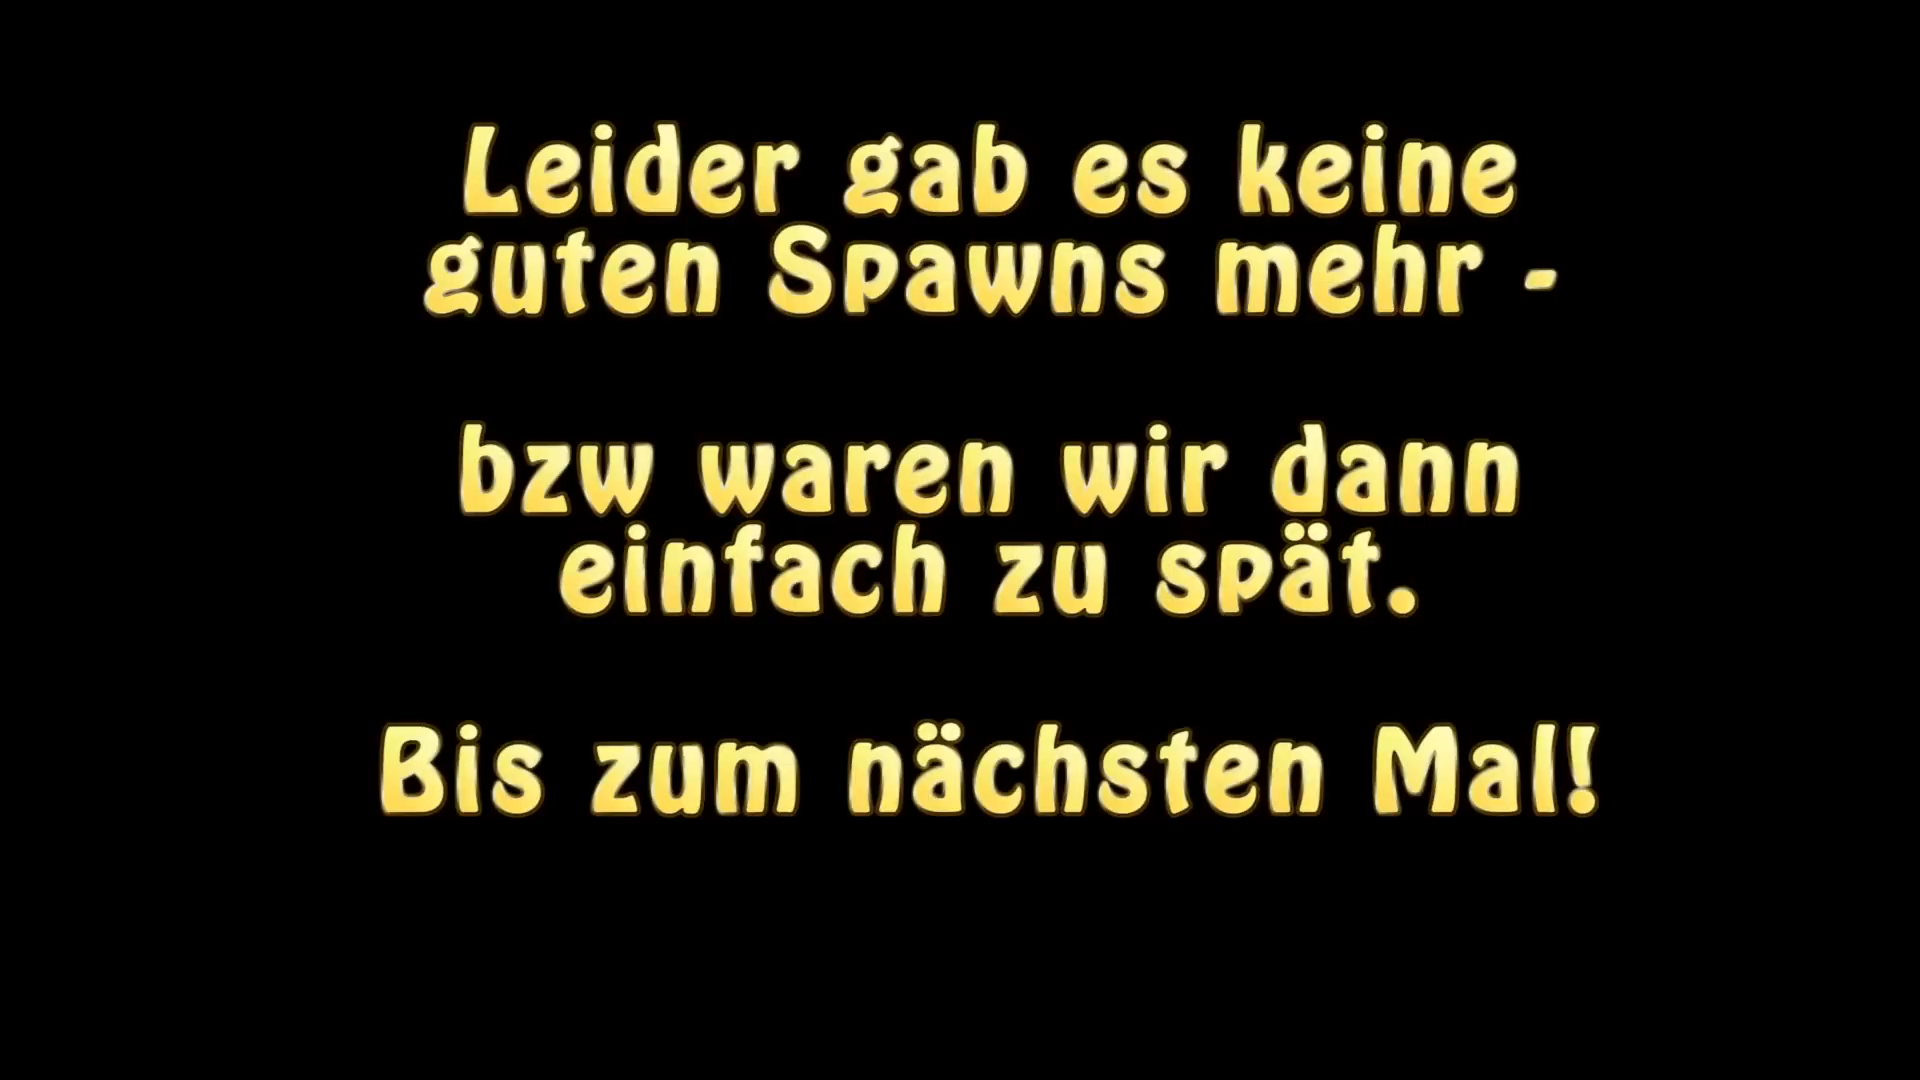 Leider gab es keine
guten Spawns mehr -
bzw waren wir dann
einfach zu spät.
Bis zum nächsten Mal!